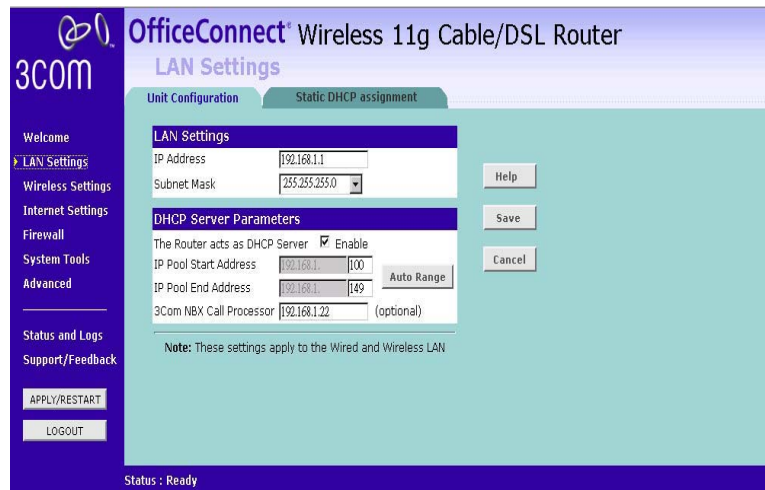 3COM
OfficeConnect® Wireless 11g Cable/DSL Router
LAN Settings
Unit Configuration
Static DHCP assignment
Welcome
LAN Settings
Wireless Settings
Internet Settings
Firewall
System Tools
Advanced
Status and Logs
Support/Feedback
APPLY/RESTART
LOGOUT
LAN Settings
IP Address 192.168.1.1
Subnet Mask 255.255.255.0
DHCP Server Parameters
The Router acts as DHCP Server Enable
IP Pool Start Address 192.168.1. 100
IP Pool End Address 192.168.1. 149
Auto Range
3Com NBX Call Processor 192.168.1.22 (optional)
Note: These settings apply to the Wired and Wireless LAN
Help
Save
Cancel
Status : Ready